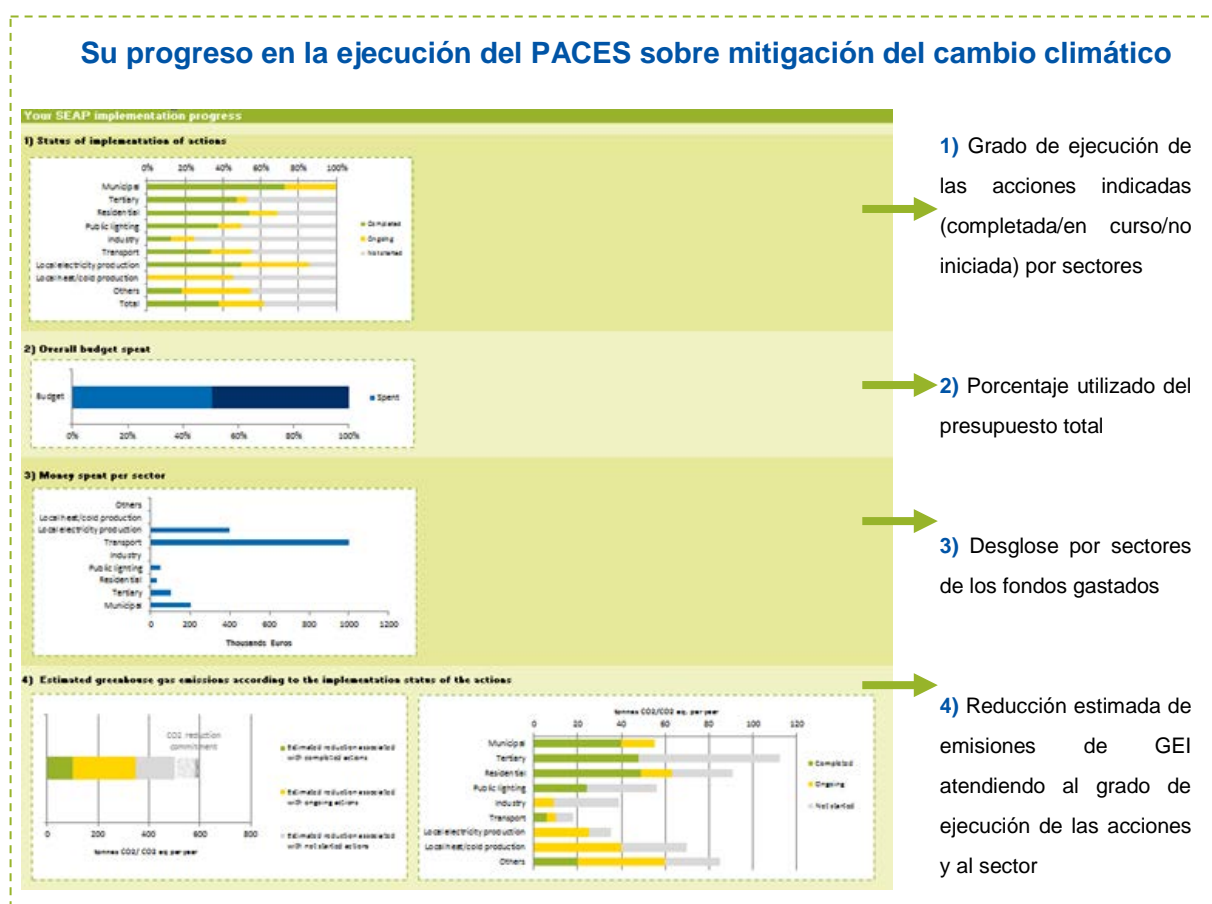 Su progreso en la ejecución del PACES sobre mitigación del cambio climático
Your SEAP implementation progress
1) Status of implementation of actions
0% 20% 40% 60% 80% 100%
Municipal
Tertiary
Residential
Public lighting
Industry
Transport
Local electricity production
Local heat/cold production
Others
Total
Completed
Ongoing
Not started
1) Grado de ejecución de
las acciones indicadas
(completada/en curso/no
iniciada) por sectores
2) Overall budget spent
Budget
Spent
0% 20% 40% 60% 80% 100%
2) Porcentaje utilizado del
presupuesto total
3) Money spent per sector
Others
Local heat/cold production
Local electricity production
Transport
Industry
Public lighting
Residential
Tertiary
Municipal
0 200 400 600 800 1000 1200
Thousands Euros
3) Desglose por sectores
de los fondos gastados
4) Estimated greenhouse gas emissions according to the implementation status of the actions
CO2 reduction
commitment
0 200 400 600 800
tonnes CO2/ CO2 eq per year
Estimated reduction associated
with completed actions
Estimated reduction associated
with ongoing actions
Estimated reduction associated
with not started actions
tonnes CO2/CO2 eq. per year
0 20 40 60 80 100 120
Municipal
Tertiary
Residential
Public lighting
Industry
Transport
Local electricity production
Local heat/cold production
Others
Completed
Ongoing
Not started
4) Reducción estimada de
emisiones de GEI
atendiendo al grado de
ejecución de las acciones
y al sector